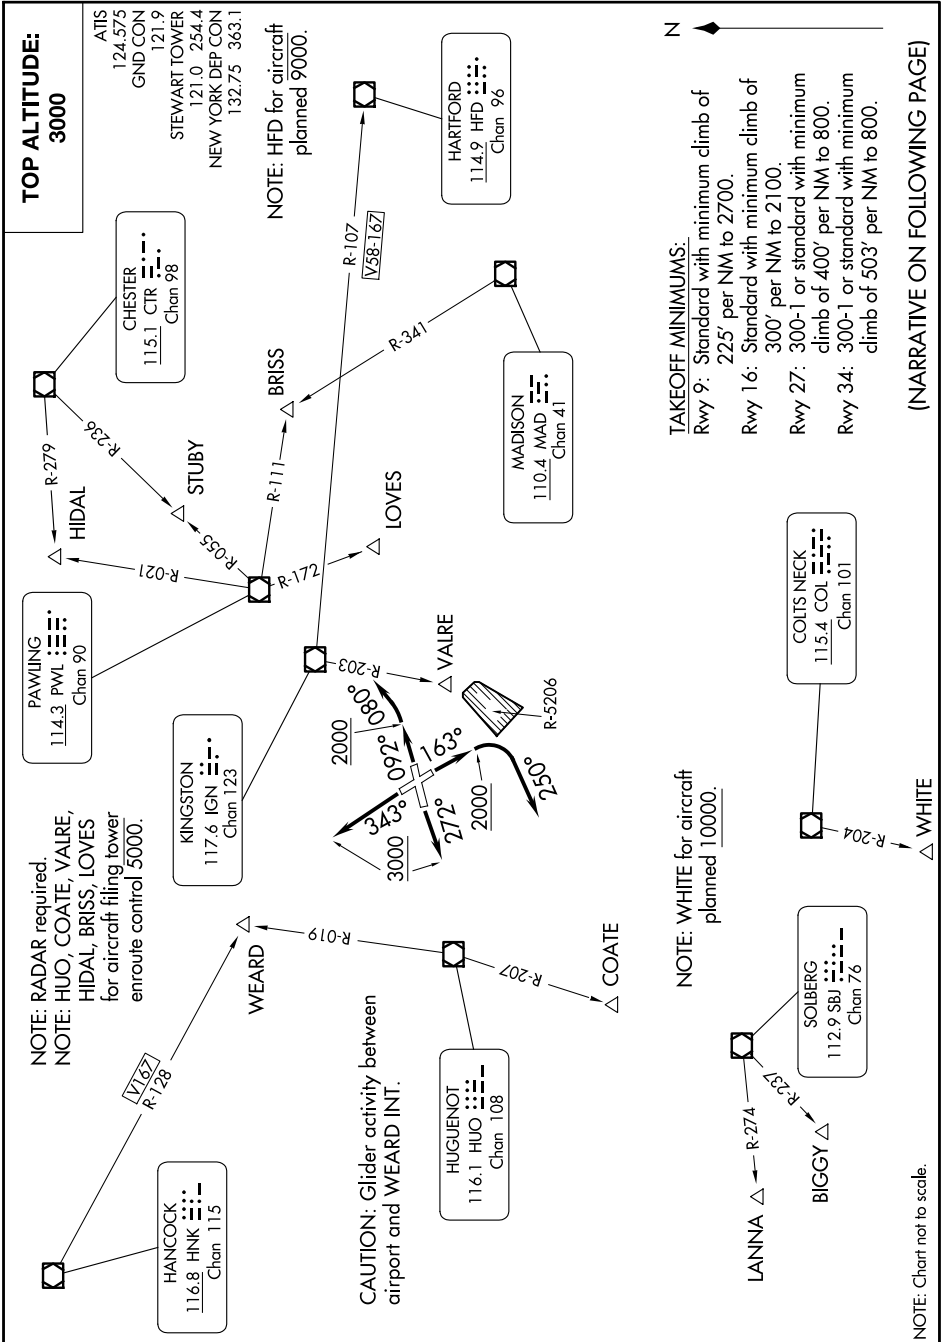 TOP ALTITUDE:
3000
ATIS
124.575
GND CON
121.9
STEWART TOWER
121.0 254.4
NEW YORK DEP CON
132.75 363.1
NOTE: HFD for aircraft
planned 9000.
HARTFORD
114.9 HFD
Chan 96
CHESTER
115.1 CTR
Chan 98
R-107
V58-167
R-341
BRISS
R-236
R-279
HIDAL
STUBY
R-111
LOVES
MADISON
110.4 MAD
Chan 41
R-021
R-055
R-172
PAWLING
114.3 PWL
Chan 90
KINGSTON
117.6 IGN
Chan 123
R-203
VALRE
R-5206
2000
080°
092°
163°
343°
272°
3000
2000
250°
NOTE: RADAR required.
NOTE: HUO, COATE, VALRE,
HIDAL, BRISS, LOVES
for aircraft filing tower
enroute control 5000.
WEARD
R-019
R-207
COATE
V167
R-128
HANCOCK
116.8 HNK
Chan 115
CAUTION: Glider activity between
airport and WEARD INT.
HUGUENOT
116.1 HUO
Chan 108
N
TAKEOFF MINIMUMS:
Rwy 9: Standard with minimum climb of
225' per NM to 2700.
Rwy 16: Standard with minimum climb of
300' per NM to 2100.
Rwy 27: 300-1 or standard with minimum
climb of 400' per NM to 800.
Rwy 34: 300-1 or standard with minimum
climb of 503' per NM to 800.
(NARRATIVE ON FOLLOWING PAGE)
COLTS NECK
115.4 COL
Chan 101
R-204
WHITE
NOTE: WHITE for aircraft
planned 10000.
SOLBERG
112.9 SBJ
Chan 76
R-237
R-274
BIGGY
LANNA
NOTE: Chart not to scale.